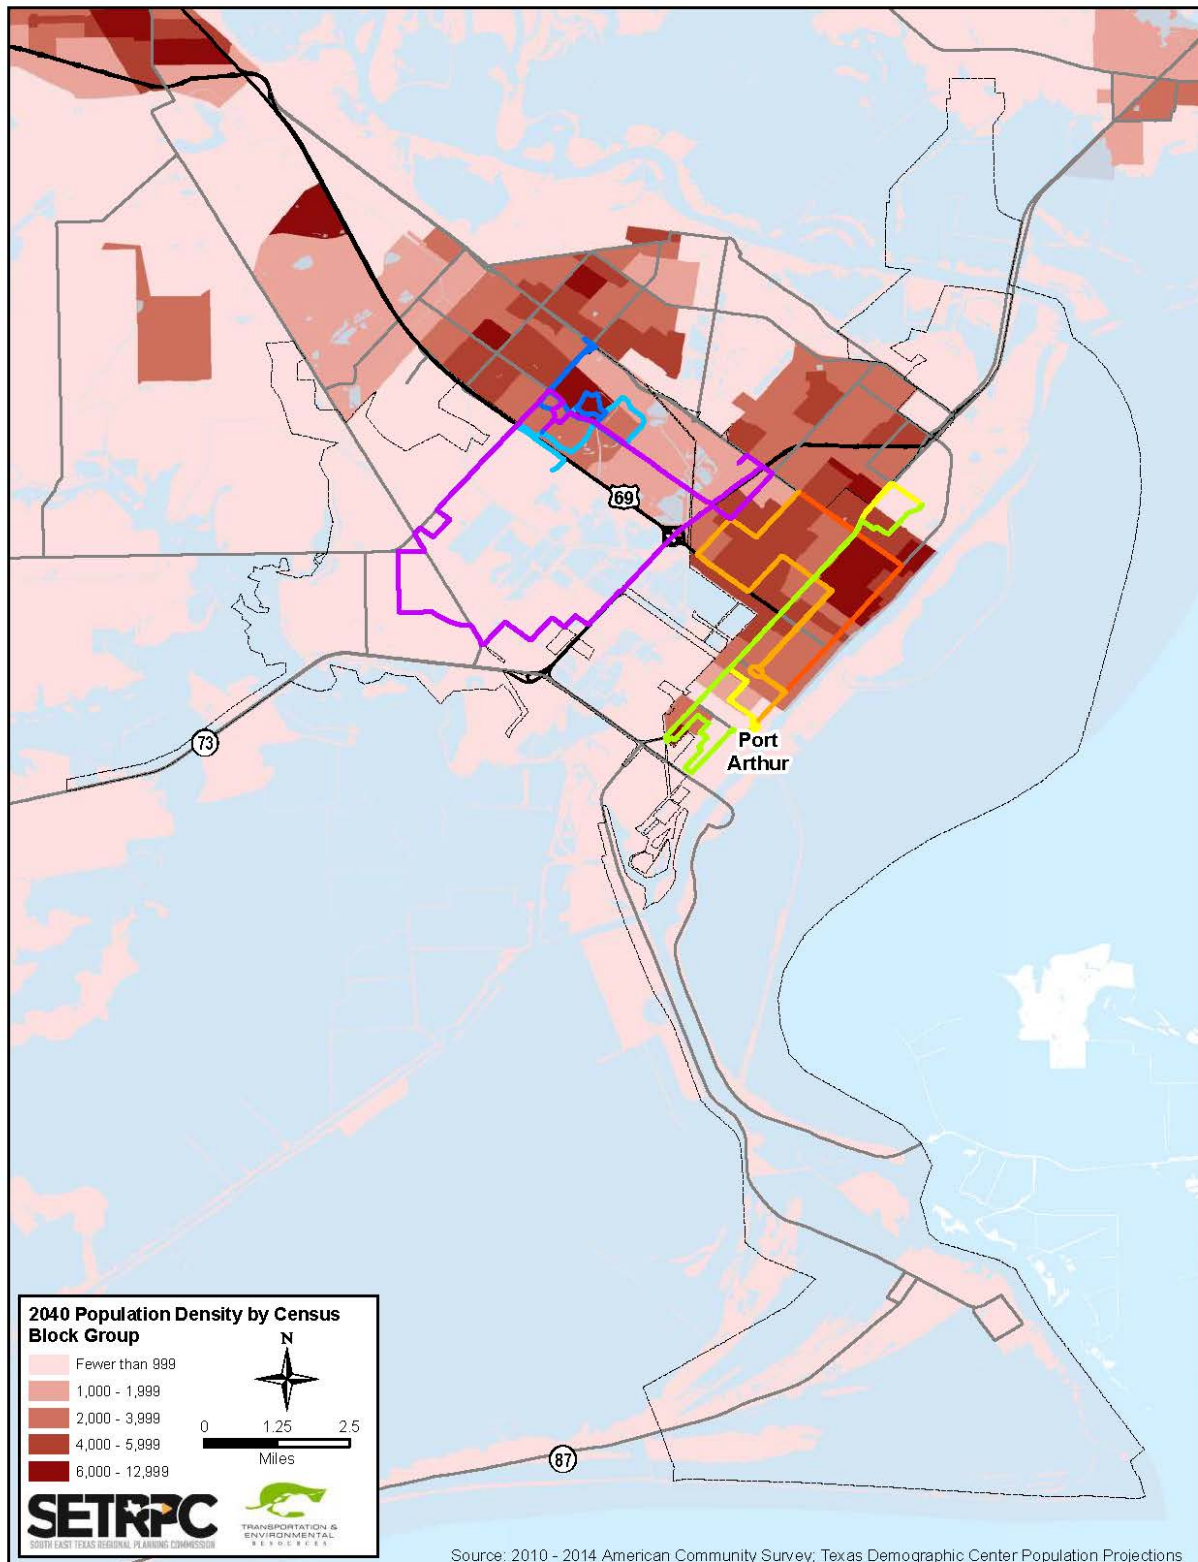 69
73
Port
Arthur
2040 Population Density by Census
Block Group
N
Fewer than 999
1,000 - 1,999
2,000 - 3,999
4,000 - 5,999
6,000 - 12,999
0 1.25 2.5
Miles
87
SETRPC
SOUTH EAST TEXAS REGIONAL PLANNING COMMISSION
TRANSPORTATION &
ENVIRONMENTAL
RESOURCES
Source: 2010 - 2014 American Community Survey; Texas Demographic Center Population Projections